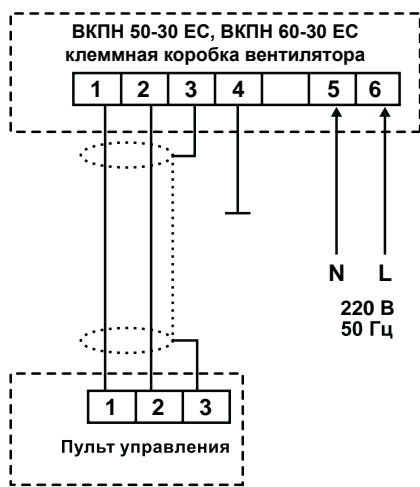 ВКПН 50-30 ЕС, ВКПН 60-30 ЕС
клеммная коробка вентилятора
1 2 3 4 5 6
N L
220 В
50 Гц
1 2 3
Пульт управления